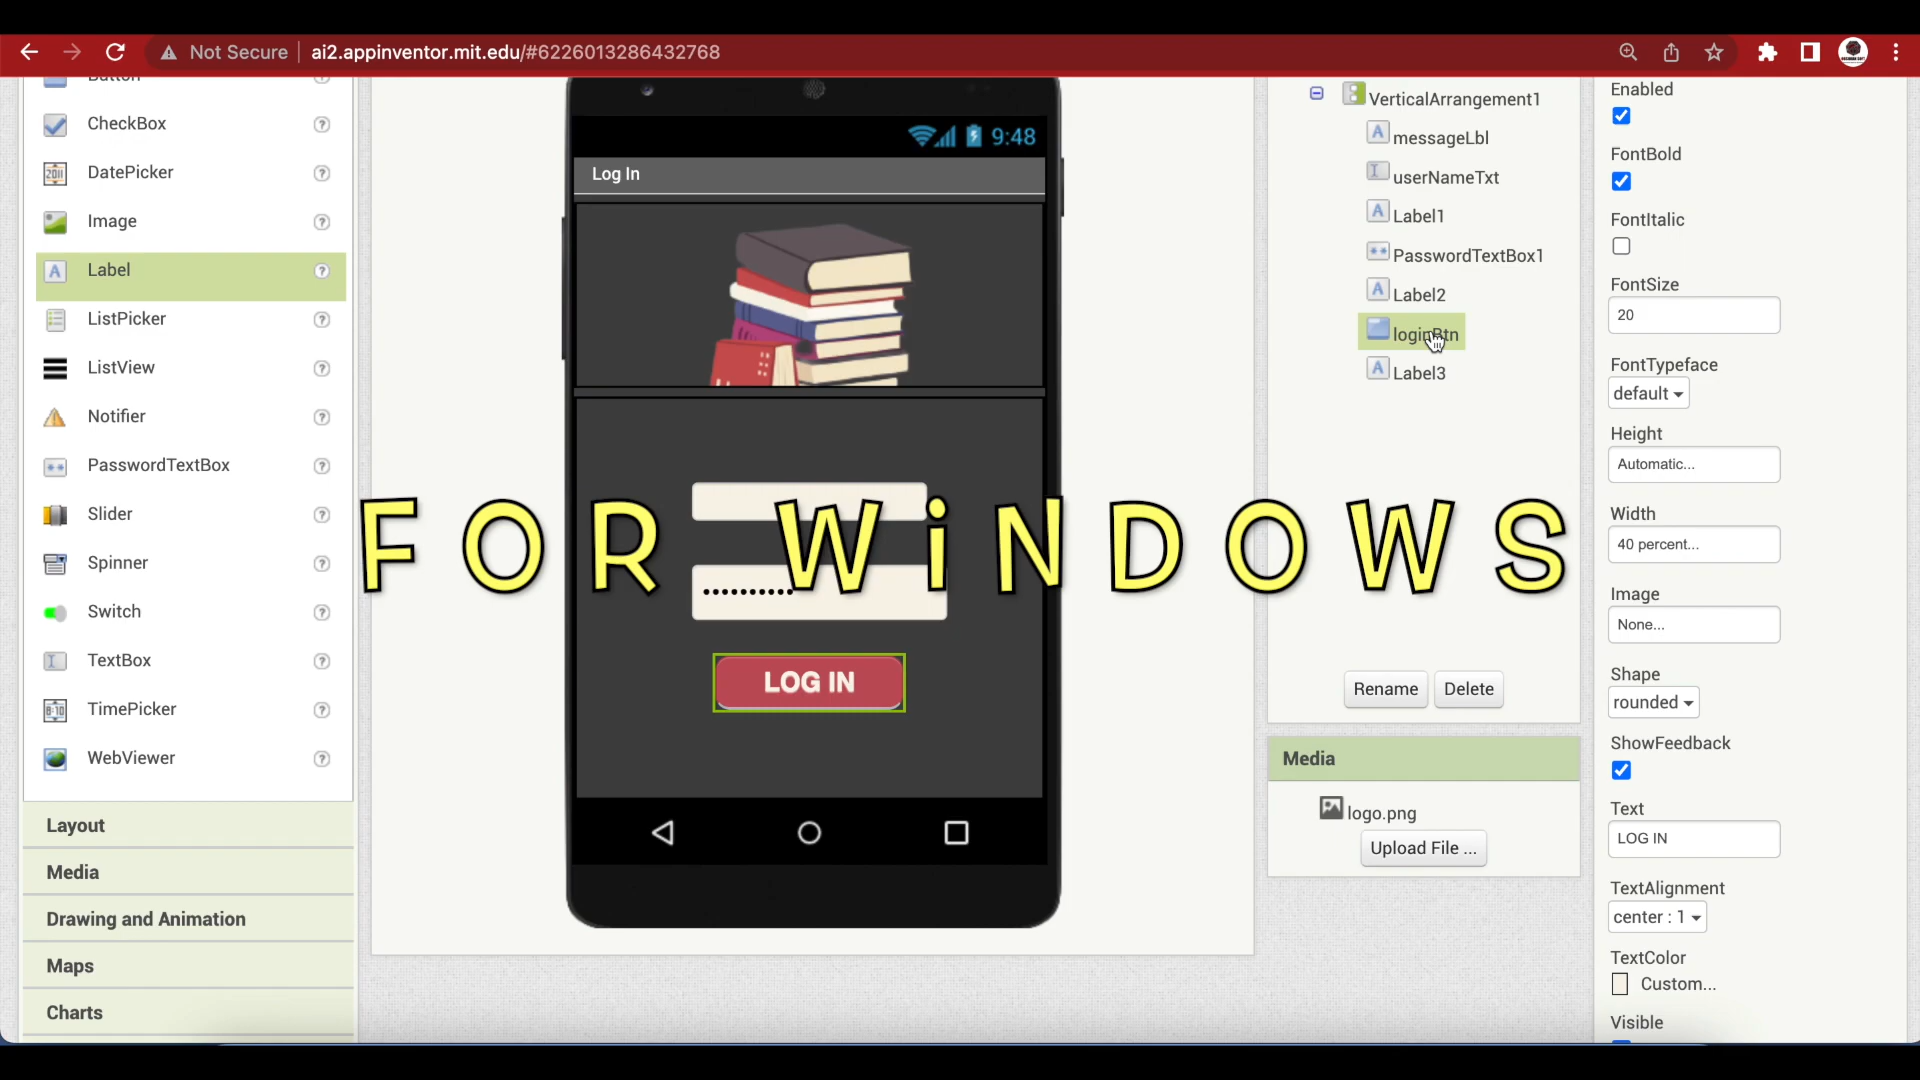 Not Secure
ai2.appinventor.mit.edu/#6226013286432768
Button
CheckBox
DatePicker
Image
Label
ListPicker
ListView
Notifier
PasswordTextBox
Slider
Spinner
Switch
TextBox
TimePicker
WebViewer
Layout
Media
Drawing and Animation
Maps
Charts
9:48
Log In
LOG IN
FOR WiNDOWS
VerticalArrangement1
messageLbl
userNameTxt
Label1
PasswordTextBox1
Label2
loginBtn
Label3
Rename
Delete
Media
logo.png
Upload File ...
Enabled
FontBold
FontItalic
FontSize
20
FontTypeface
default
Height
Automatic...
Width
40 percent...
Image
None...
Shape
rounded
ShowFeedback
Text
LOG IN
TextAlignment
center : 1
TextColor
Custom...
Visible